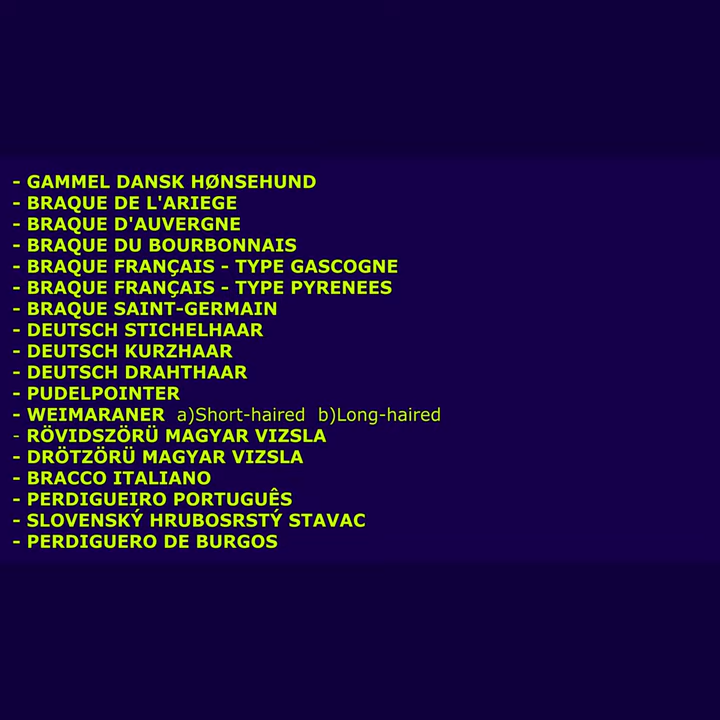 - GAMMEL DANSK HØNSEHUND
- BRAQUE DE L'ARIEGE
- BRAQUE D'AUVERGNE
- BRAQUE DU BOURBONNAIS
- BRAQUE FRANÇAIS - TYPE GASCOGNE
- BRAQUE FRANÇAIS - TYPE PYRENEES
- BRAQUE SAINT-GERMAIN
- DEUTSCH STICHELHAAR
- DEUTSCH KURZHAAR
- DEUTSCH DRAHTHAAR
- PUDELPOINTER
- WEIMARANER a)Short-haired b)Long-haired
- RÖVIDSZÖRÜ MAGYAR VIZSLA
- DRÖTZÖRÜ MAGYAR VIZSLA
- BRACCO ITALIANO
- PERDIGUEIRO PORTUGUÊS
- SLOVENSKÝ HRUBOSRSTÝ STAVAC
- PERDIGUERO DE BURGOS